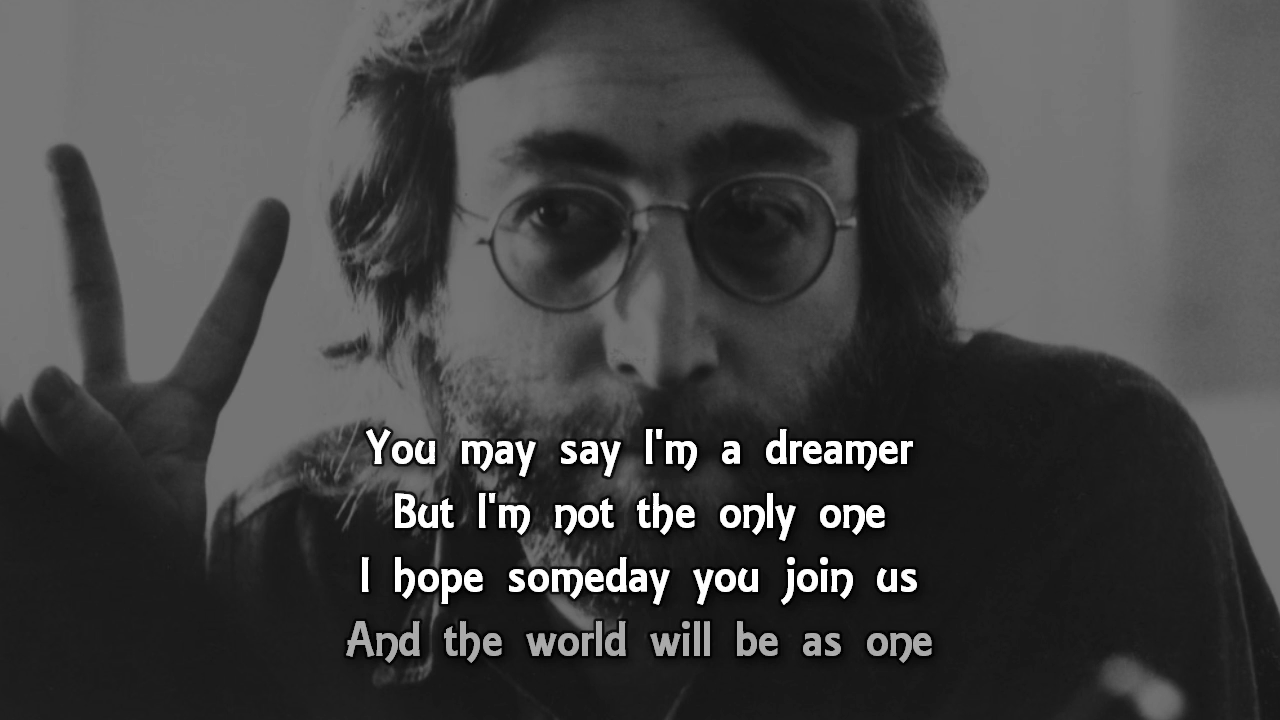 You may say I'm a dreamer
But I'm not the only one
I hope someday you join us
And the world will be as one